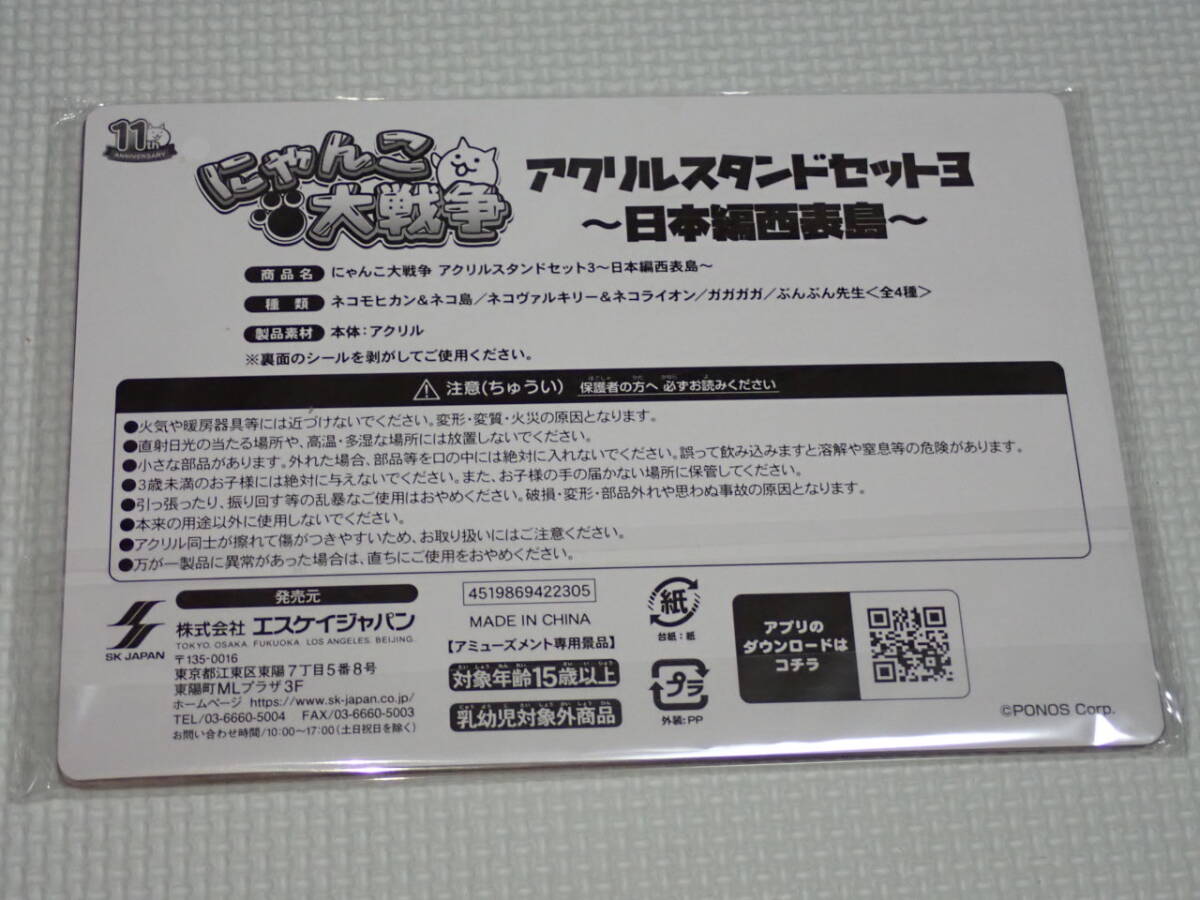 11th
ANNIVERSARY
にゃんこ
大戦争
アクリルスタンドセット3
～日本編西表島～
商品名 にゃんこ大戦争 アクリルスタンドセット3～日本編西表島～
種類 ネコモヒカン&ネコ島／ネコヴァルキリー&ネコライオン／ガガガガ／ぶんぶん先生<全4種>
製品素材 本体：アクリル
※裏面のシールを剥がしてご使用ください。
注意(ちゅうい) 保護者の方へ 必ずお読みください
●火気や暖房器具等には近づけないでください。変形・変質・火災の原因となります。
●直射日光の当たる場所や、高温・多湿な場所には放置しないでください。
●小さな部品があります。外れた場合、部品等を口の中には絶対に入れないでください。誤って飲み込みますと溶解や窒息等の危険があります。
●3歳未満のお子様には絶対に与えないでください。また、お子様の手の届かない場所に保管してください。
●引っ張ったり、振り回す等の乱暴なご使用はおやめください。破損・変形・部品外れや思わぬ事故の原因となります。
●本来の用途以外に使用しないでください。
●アクリル同士が擦れて傷がつきやすいため、お取り扱いにはご注意ください。
●万が一製品に異常があった場合は、直ちにご使用をおやめください。
SK JAPAN
発売元
株式会社 エスケイジャパン
TOKYO. OSAKA. FUKUOKA. LOS ANGELES. BEIJING.
〒135-0016
東京都江東区東陽7丁目5番8号
東陽町MLプラザ3F
ホームページ https://www.sk-japan.co.jp/
TEL/03-6660-5004 FAX/03-6660-5003
お問い合わせ時間/10:00～17:00(土日祝日を除く)
4519869422305
MADE IN CHINA
【アミューズメント専用景品】
対象年齢15歳以上
乳幼児対象外商品
紙
台紙：紙
プラ
外装：PP
アプリの
ダウンロードは
コチラ
©PONOS Corp.